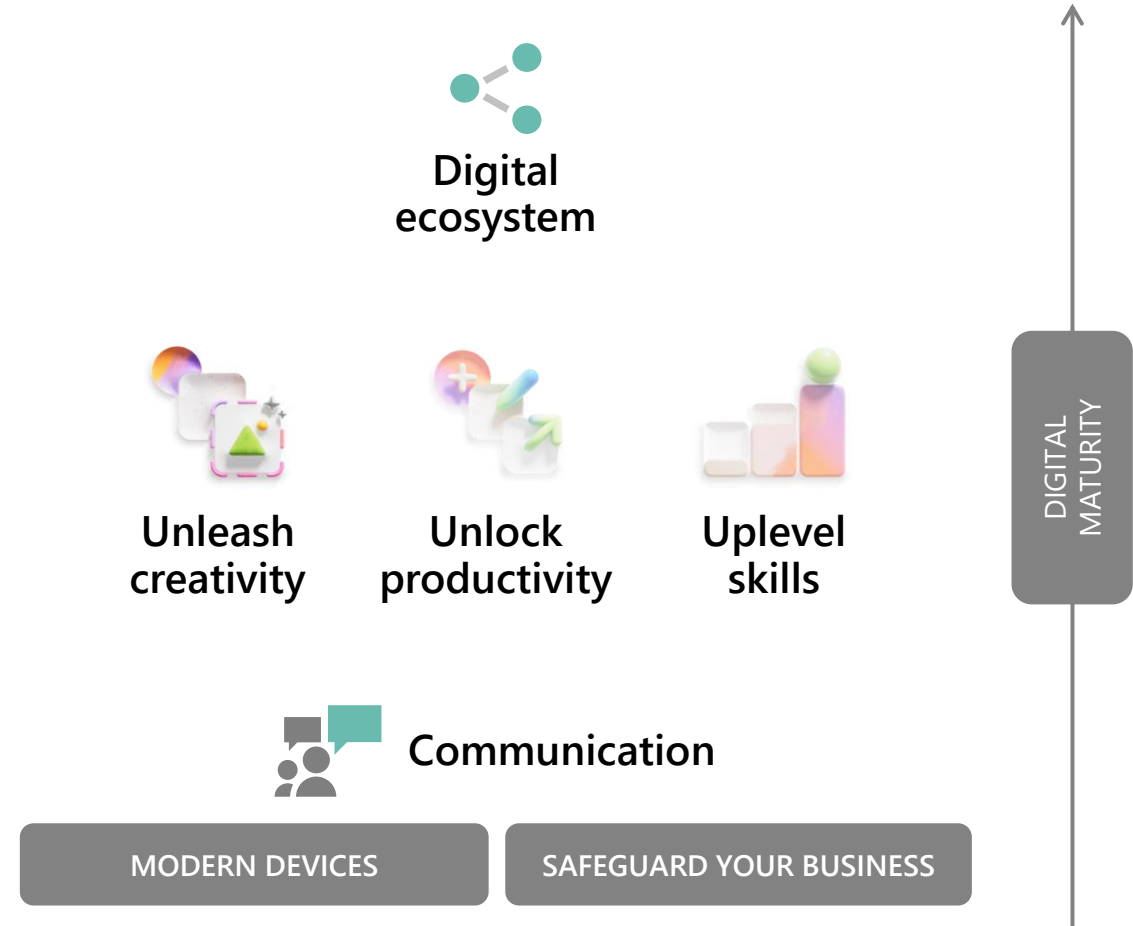 Digital
ecosystem
Unleash
creativity
Unlock
productivity
Uplevel
skills
DIGITAL
MATURITY
Communication
MODERN DEVICES
SAFEGUARD YOUR BUSINESS